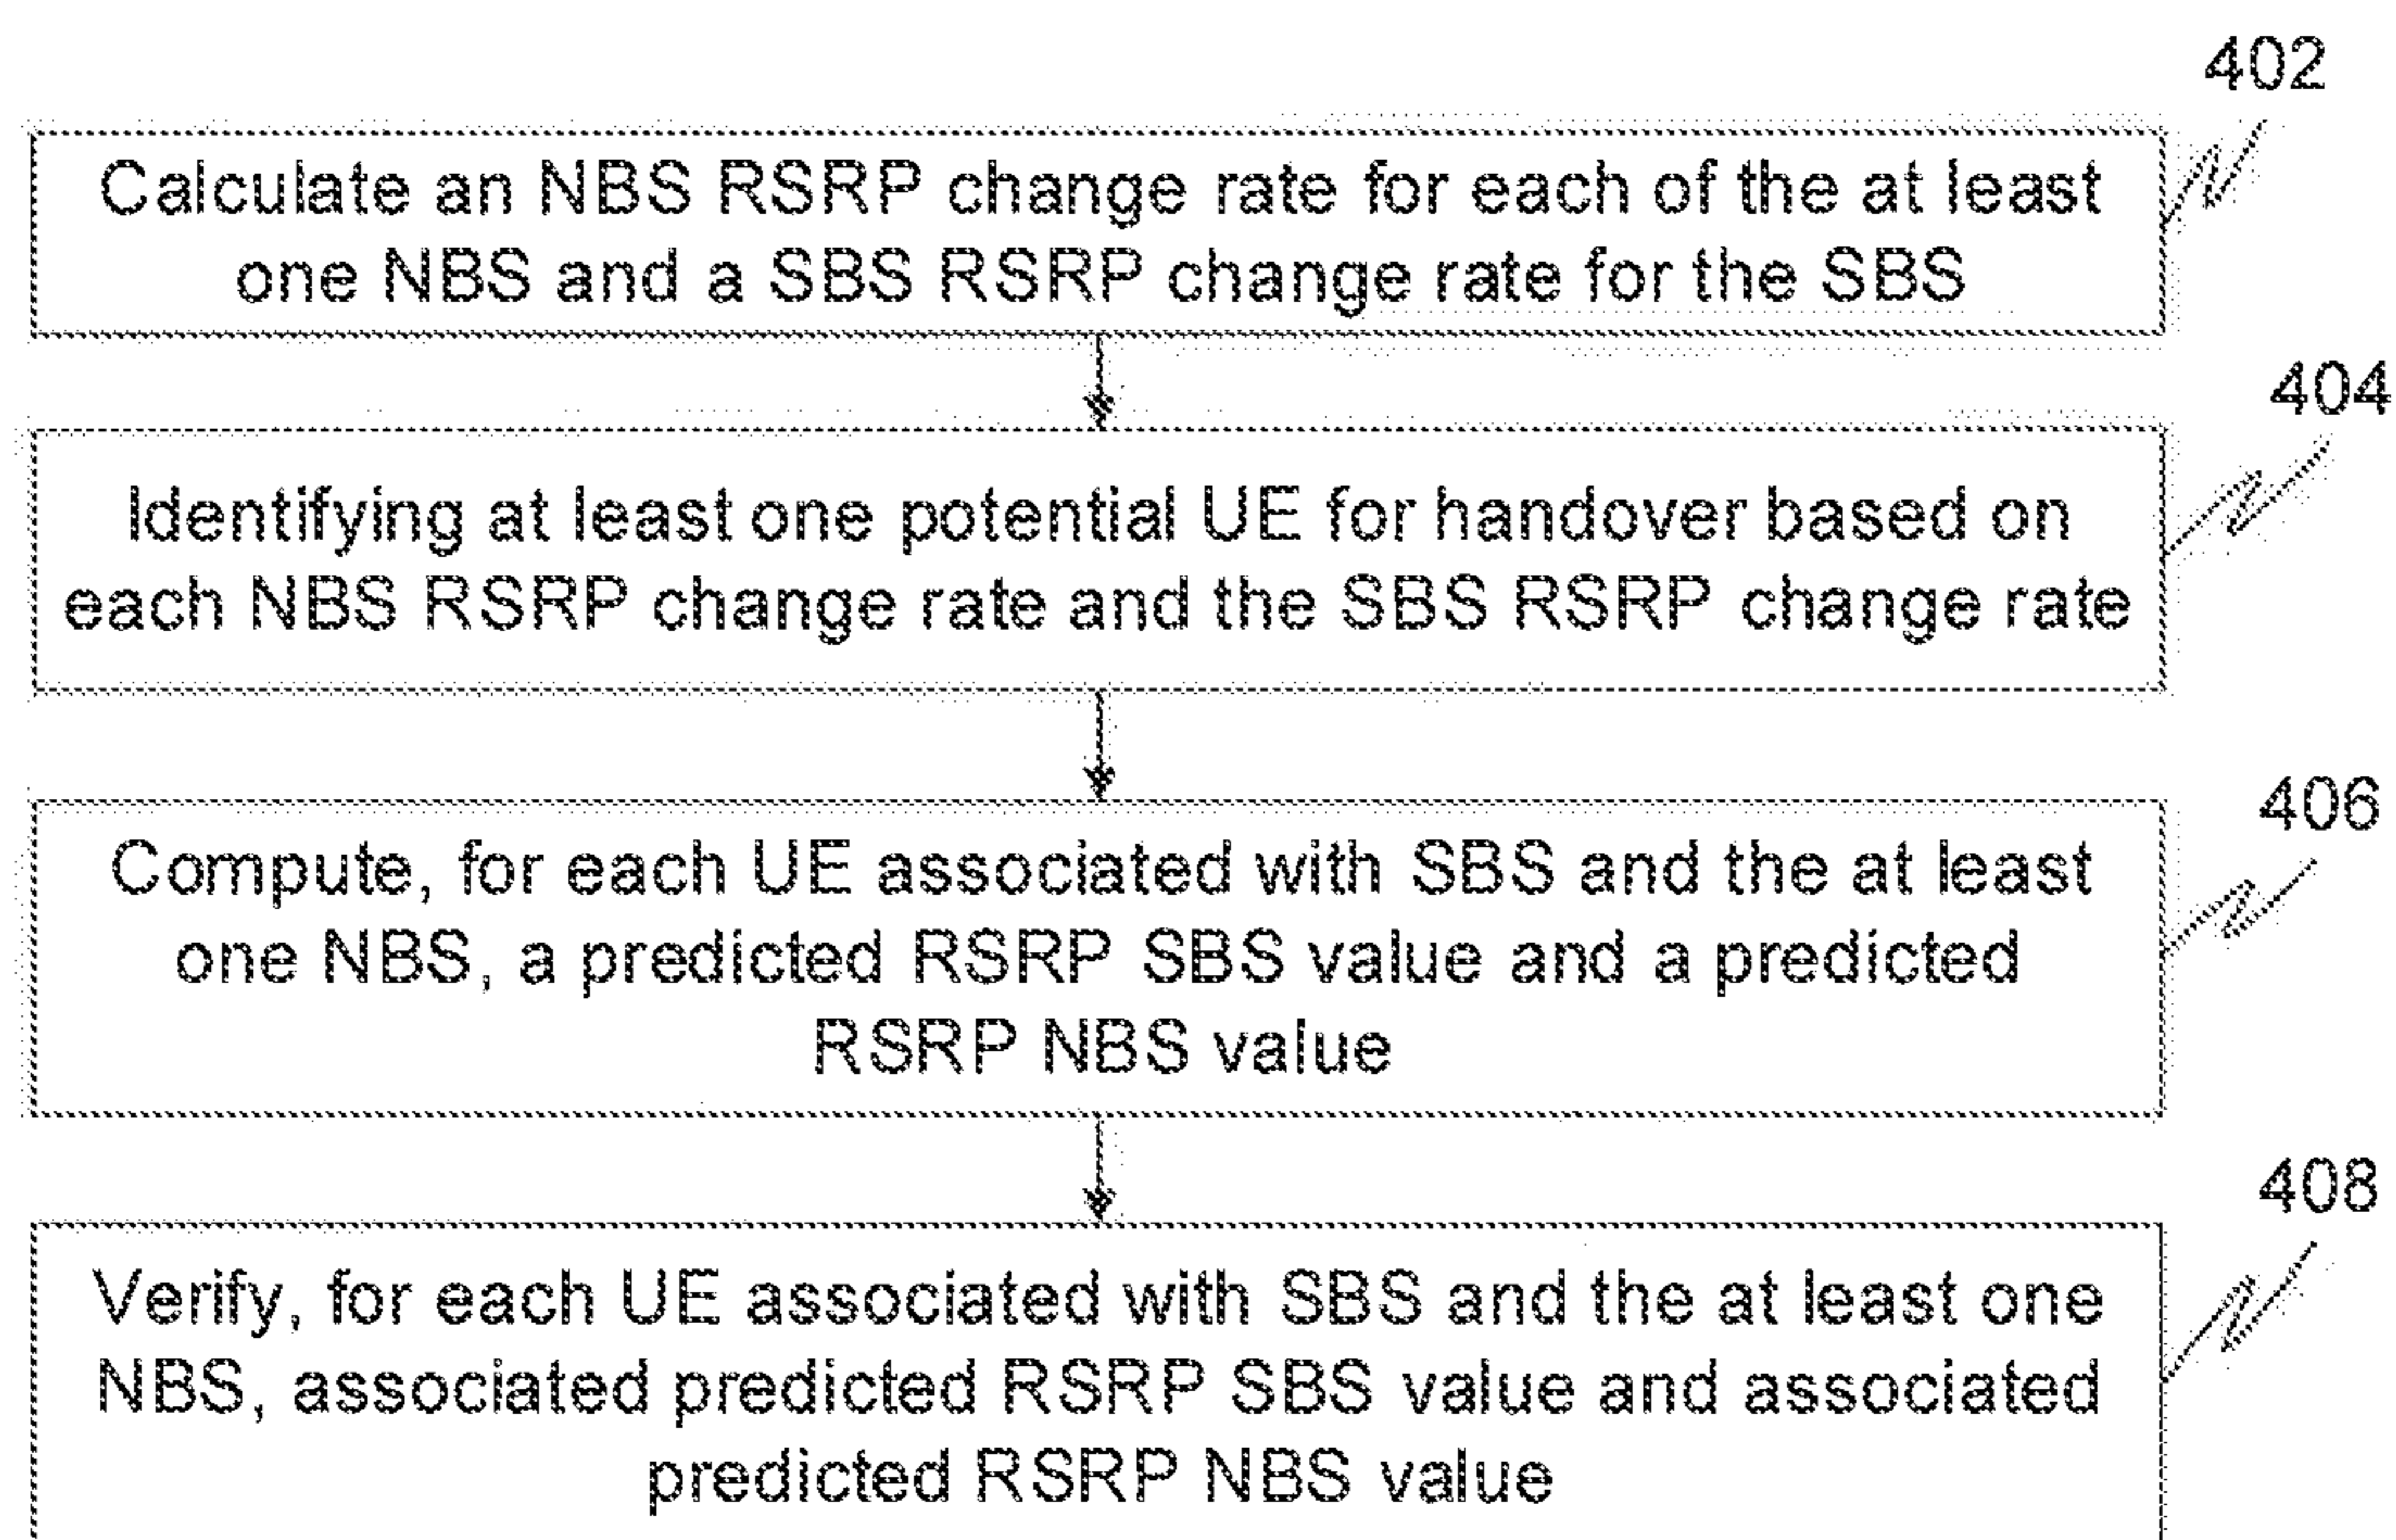 402
Calculate an NBS RSRP change rate for each of the at least
one NBS and a SBS RSRP change rate for the SBS
404
Identifying at least one potential UE for handover based on
each NBS RSRP change rate and the SBS RSRP change rate
406
Compute, for each UE associated with SBS and the at least
one NBS, a predicted RSRP SBS value and a predicted
RSRP NBS value
408
Verify, for each UE associated with SBS and the at least one
NBS, associated predicted RSRP SBS value and associated
predicted RSRP NBS value